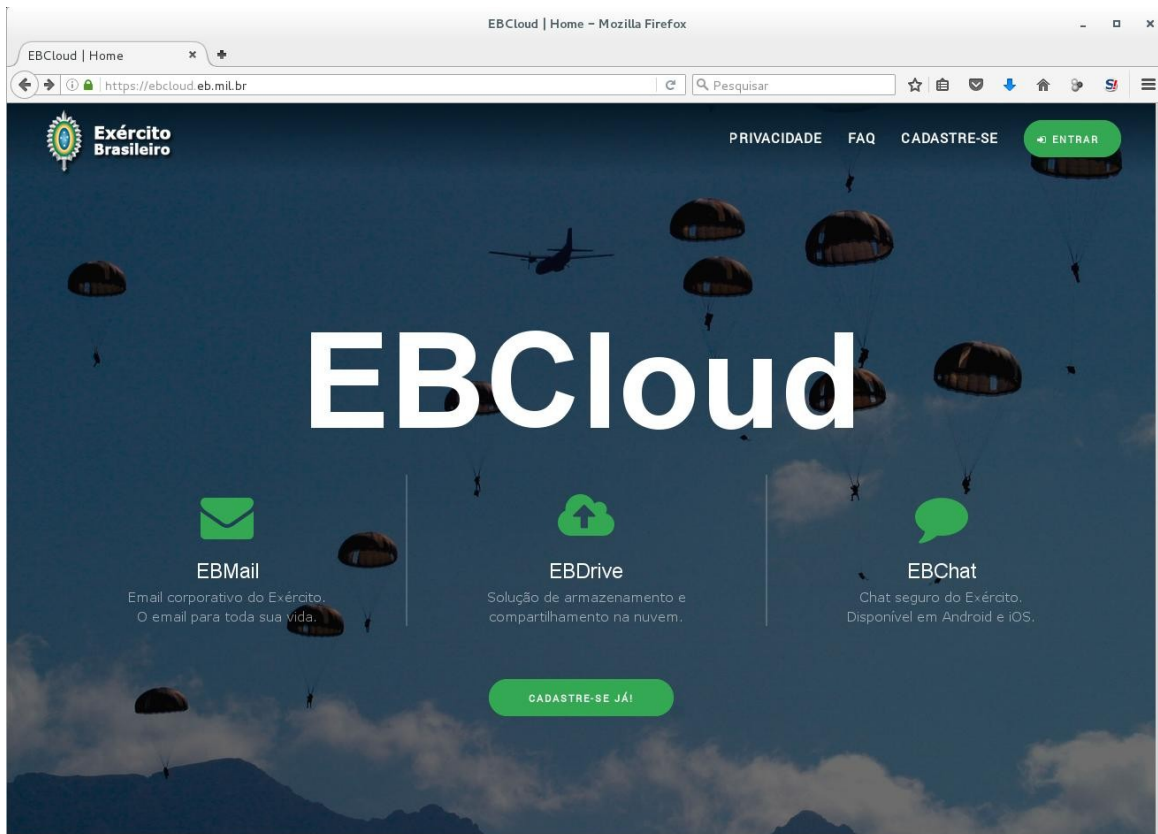 EBCloud | Home - Mozilla Firefox
EBCloud | Home
https://ebcloud.eb.mil.br
Pesquisar
S!
Exército
Brasileiro
PRIVACIDADE FAQ CADASTRE-SE ENTRAR
EBCloud
EBMail
Email corporativo do Exército.
O email para toda sua vida.
EBDrive
Solução de armazenamento e
compartilhamento na nuvem.
EBChat
Chat seguro do Exército.
Disponível em Android e iOS.
CADASTRE-SE JÁ!